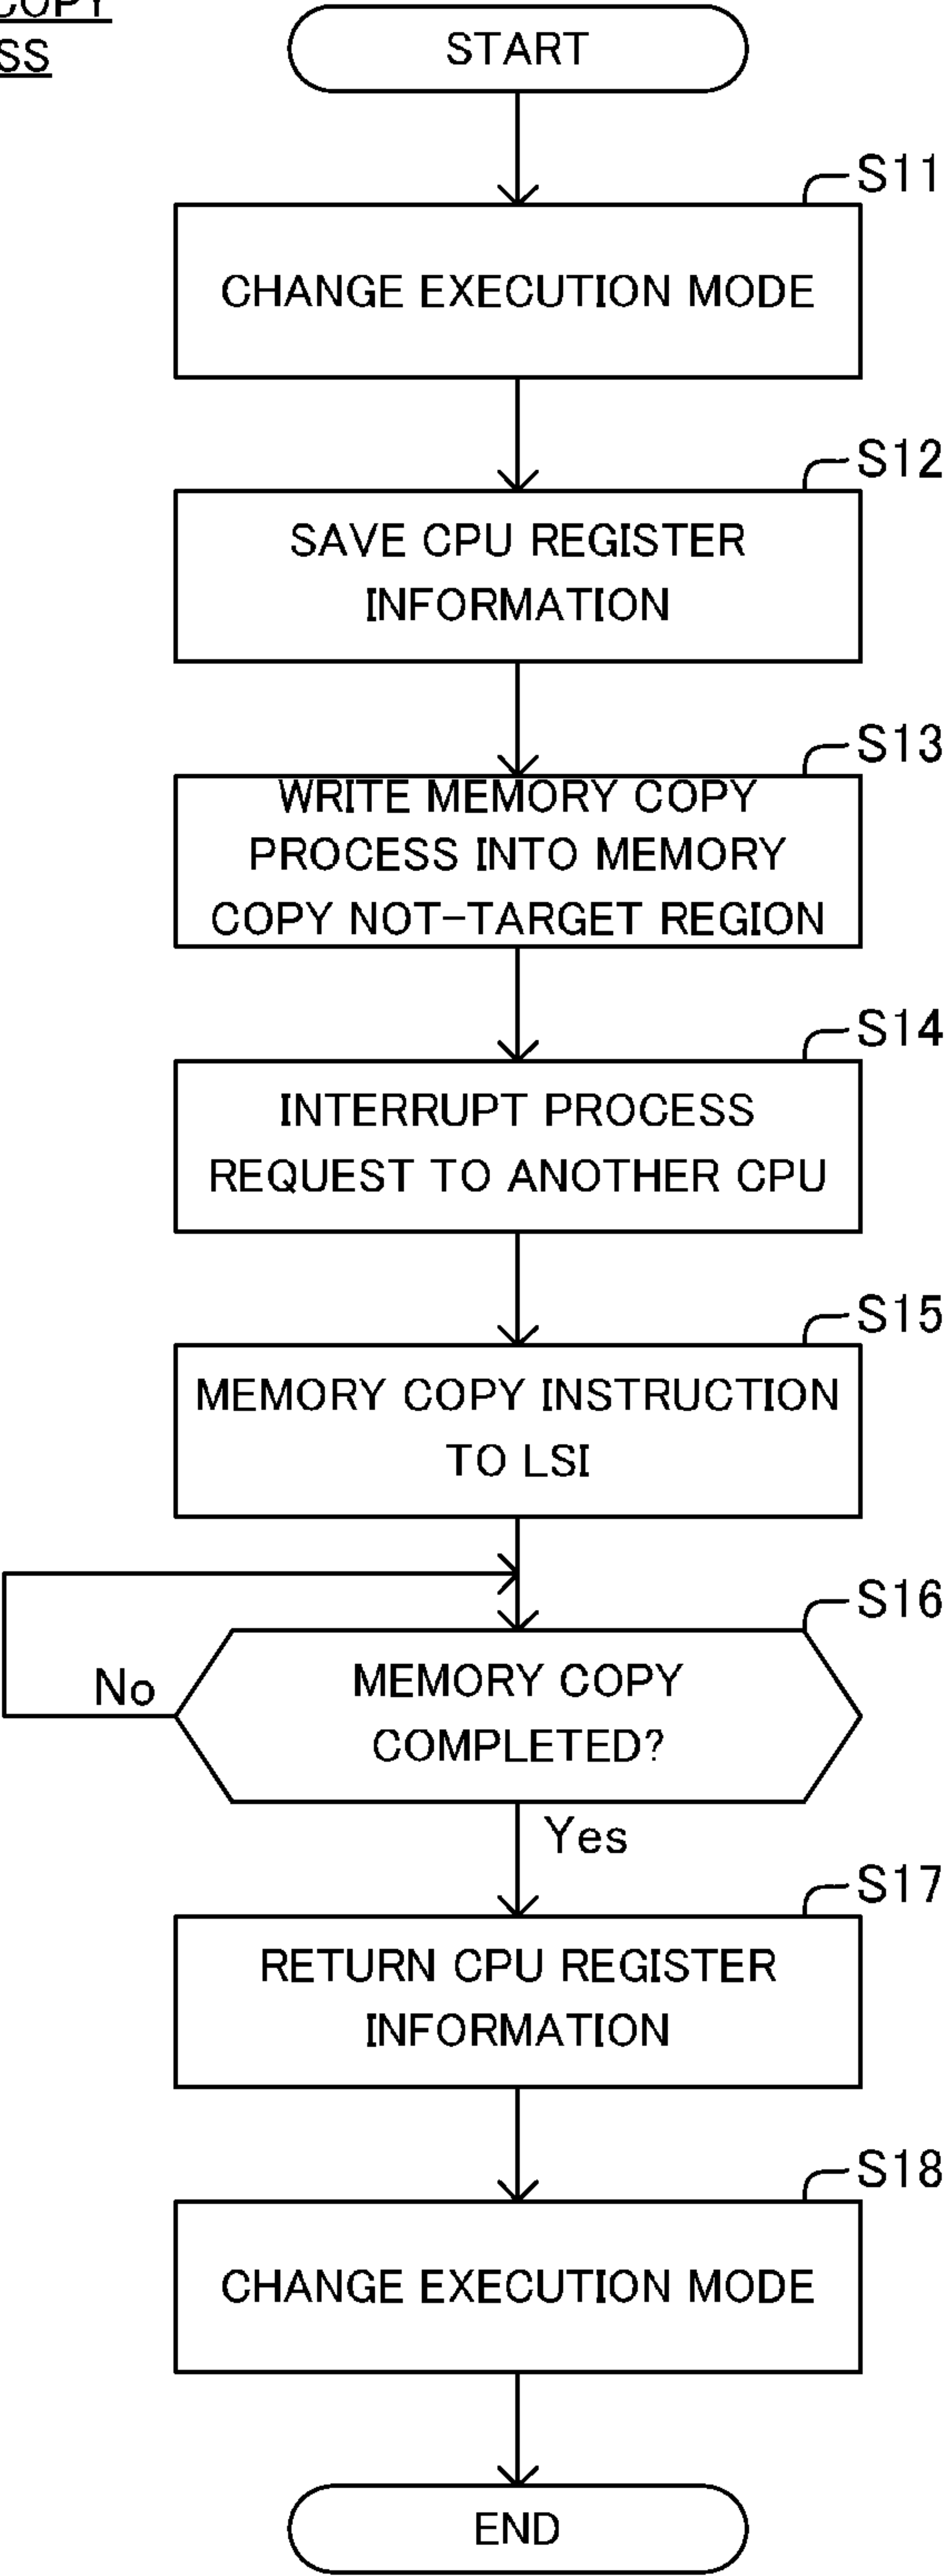 COPY
START
S11
CHANGE EXECUTION MODE
S12
SAVE CPU REGISTER
INFORMATION
S13
WRITE MEMORY COPY
PROCESS INTO MEMORY
COPY NOT-TARGET REGION
S14
INTERRUPT PROCESS
REQUEST TO ANOTHER CPU
S15
MEMORY COPY INSTRUCTION
TO LSI
S16
MEMORY COPY
COMPLETED?
No
Yes
S17
RETURN CPU REGISTER
INFORMATION
S18
CHANGE EXECUTION MODE
END